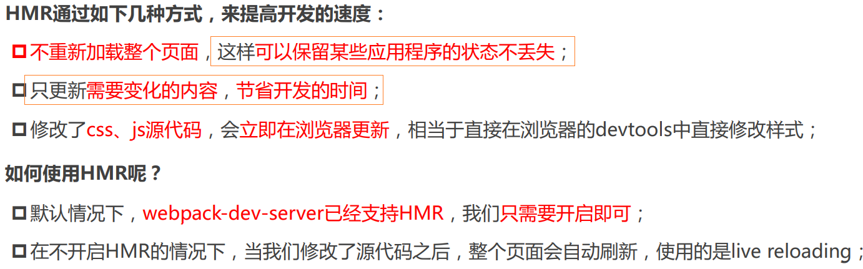 HMR通过如下几种方式，来提高开发的速度：
不重新加载整个页面，这样可以保留某些应用程序的状态不丢失；
只更新需要变化的内容，节省开发的时间；
修改了css、js源代码，会立即在浏览器更新，相当于直接在浏览器的devtools中直接修改样式；
如何使用HMR呢？
默认情况下，webpack-dev-server已经支持HMR，我们只需要开启即可；
在不开启HMR的情况下，当我们修改了源代码之后，整个页面会自动刷新，使用的是live reloading；